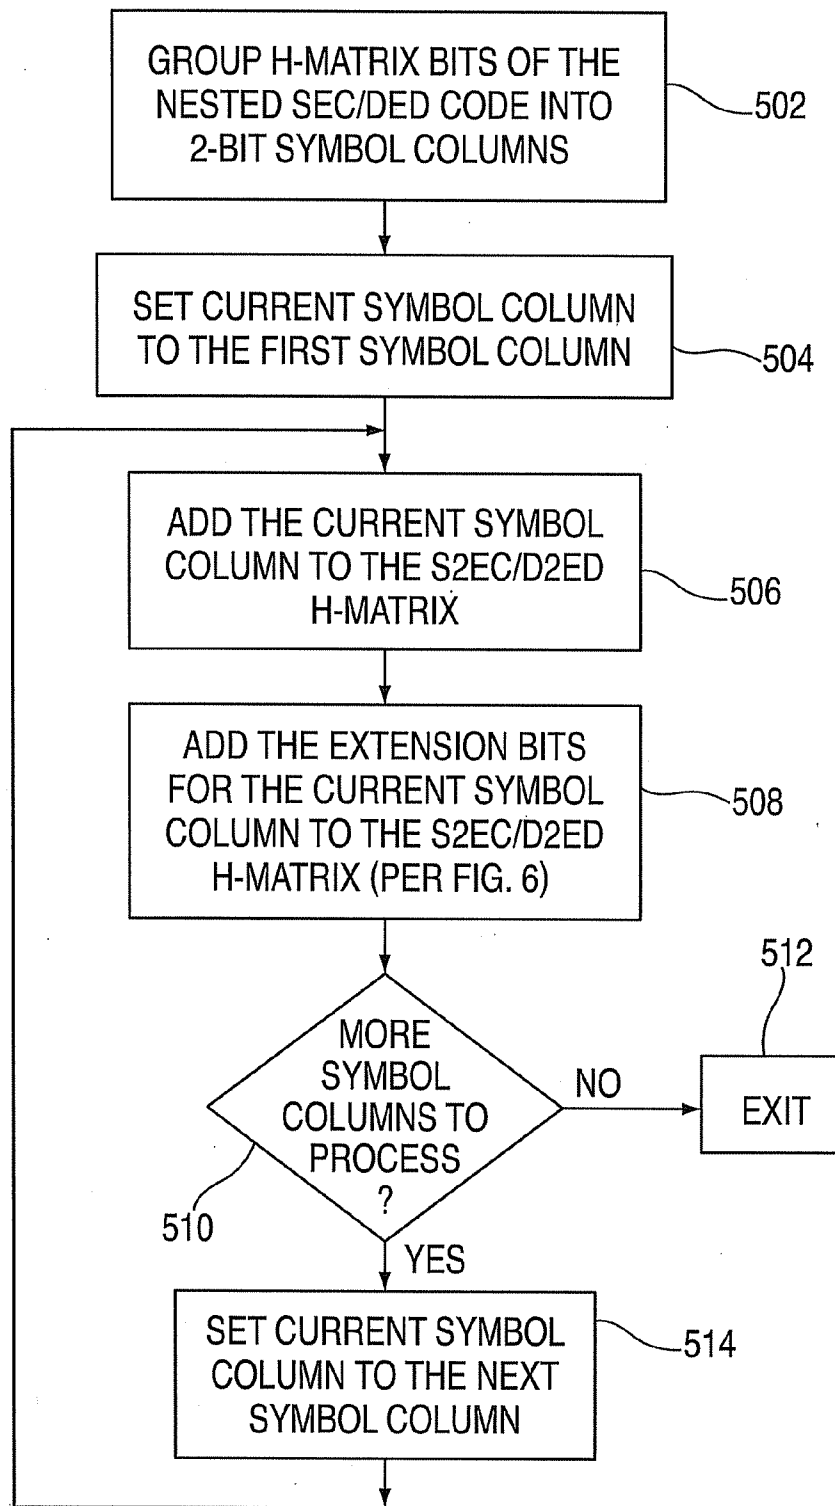 GROUP H-MATRIX BITS OF THE
NESTED SEC/DED CODE INTO
2-BIT SYMBOL COLUMNS
502
SET CURRENT SYMBOL COLUMN
TO THE FIRST SYMBOL COLUMN
504
ADD THE CURRENT SYMBOL
COLUMN TO THE S2EC/D2ED
H-MATRIX
506
ADD THE EXTENSION BITS
FOR THE CURRENT SYMBOL
COLUMN TO THE S2EC/D2ED
H-MATRIX (PER FIG. 6)
508
MORE
SYMBOL
COLUMNS TO
PROCESS
?
510
NO
512
EXIT
YES
SET CURRENT SYMBOL
COLUMN TO THE NEXT
SYMBOL COLUMN
514